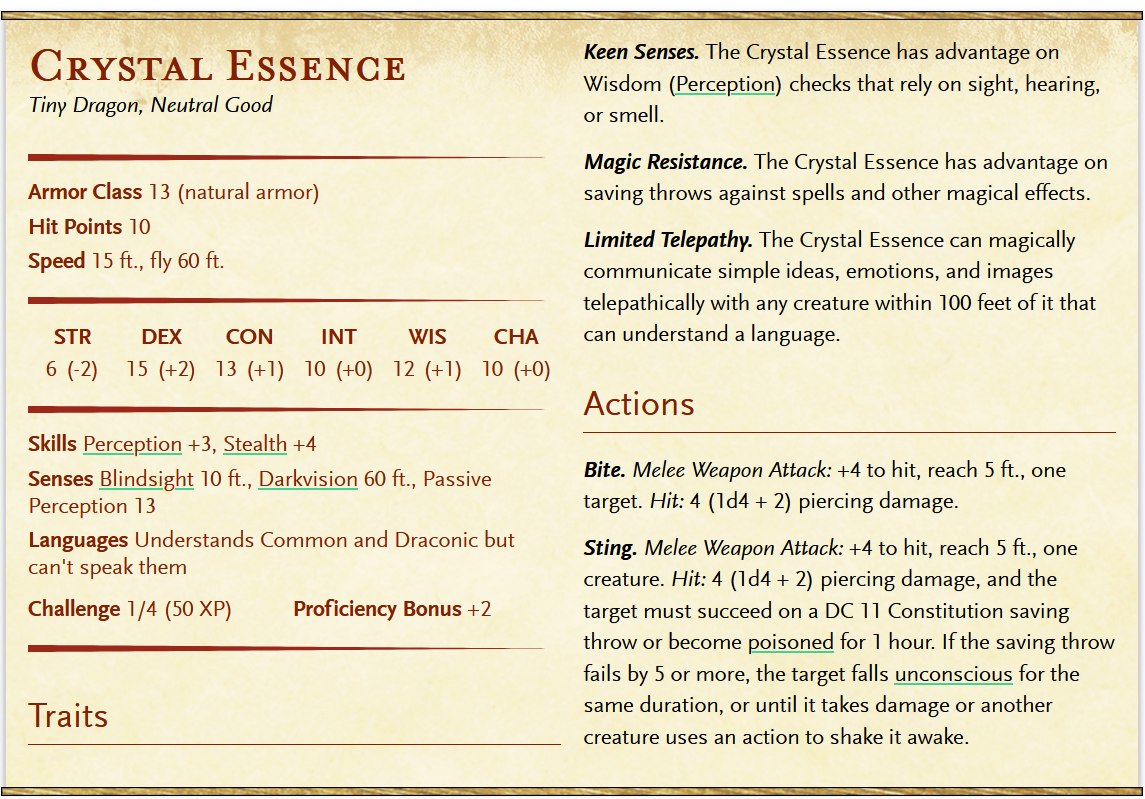 Crystal Essence
Tiny Dragon, Neutral Good
Armor Class 13 (natural armor)
Hit Points 10
Speed 15 ft., fly 60 ft.
STR DEX CON INT WIS CHA
6 (-2) 15 (+2) 13 (+1) 10 (+0) 12 (+1) 10 (+0)
Skills Perception +3, Stealth +4
Senses Blindsight 10 ft., Darkvision 60 ft., Passive
Perception 13
Languages Understands Common and Draconic but
can't speak them
Challenge 1/4 (50 XP) Proficiency Bonus +2
Traits
Keen Senses. The Crystal Essence has advantage on
Wisdom (Perception) checks that rely on sight, hearing,
or smell.
Magic Resistance. The Crystal Essence has advantage on
saving throws against spells and other magical effects.
Limited Telepathy. The Crystal Essence can magically
communicate simple ideas, emotions, and images
telepathically with any creature within 100 feet of it that
can understand a language.
Actions
Bite. Melee Weapon Attack: +4 to hit, reach 5 ft., one
target. Hit: 4 (1d4 + 2) piercing damage.
Sting. Melee Weapon Attack: +4 to hit, reach 5 ft., one
creature. Hit: 4 (1d4 + 2) piercing damage, and the
target must succeed on a DC 11 Constitution saving
throw or become poisoned for 1 hour. If the saving throw
fails by 5 or more, the target falls unconscious for the
same duration, or until it takes damage or another
creature uses an action to shake it awake.